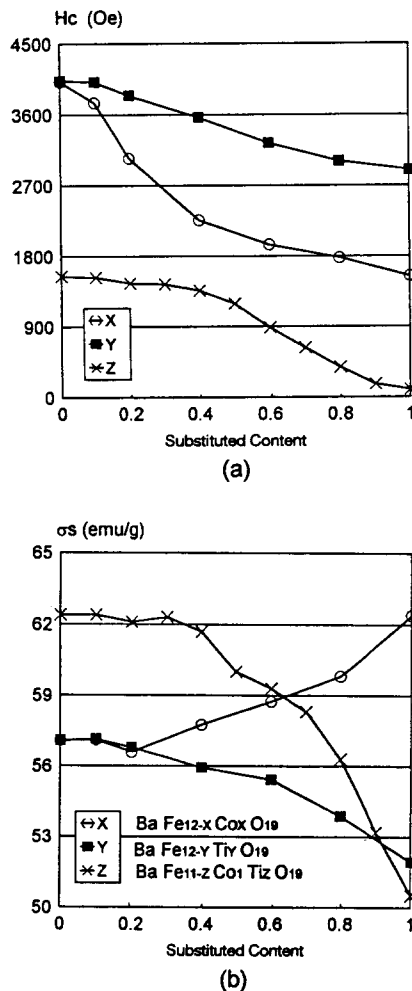 Hc (Oe)
4500
3600
2700
1800
900
0
X
Y
Z
0 0.2 0.4 0.6 0.8 1
Substituted Content
(a)
σs (emu/g)
65
62
59
56
53
50
X Ba Fe12-X CoX O19
Y Ba Fe12-Y TiY O19
Z Ba Fe11-Z Co1 Tiz O19
0 0.2 0.4 0.6 0.8 1
Substituted Content
(b)